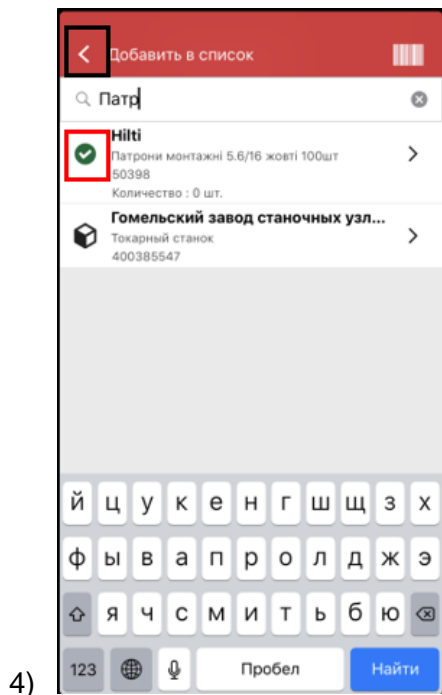 Добавить в список
Патр
Hilti
Патрони монтажні 5.6/16 жовті 100шт
50398
Количество : 0 шт.
Гомельский завод станочных узл...
Токарный станок
400385547
й ц у к е н г ш щ з х
ф ы в а п р о л д ж э
я ч с м и т ь б ю
123 Пробел Найти
4)